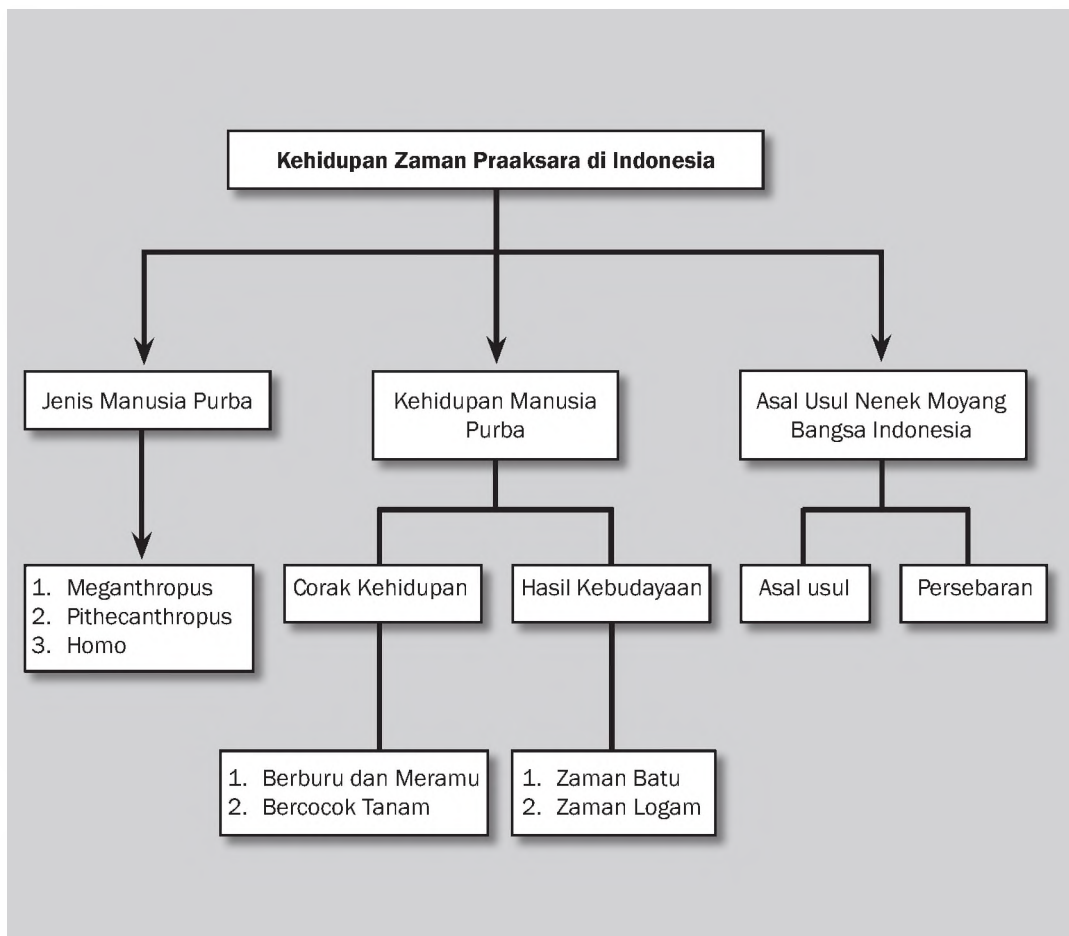 Kehidupan Zaman Praaksara di Indonesia
Jenis Manusia Purba
Kehidupan Manusia
Purba
Asal Usul Nenek Moyang
Bangsa Indonesia
1. Meganthropus
2. Pithecanthropus
3. Homo
Corak Kehidupan
Hasil Kebudayaan
Asal usul
Persebaran
1. Berburu dan Meramu
2. Bercocok Tanam
1. Zaman Batu
2. Zaman Logam